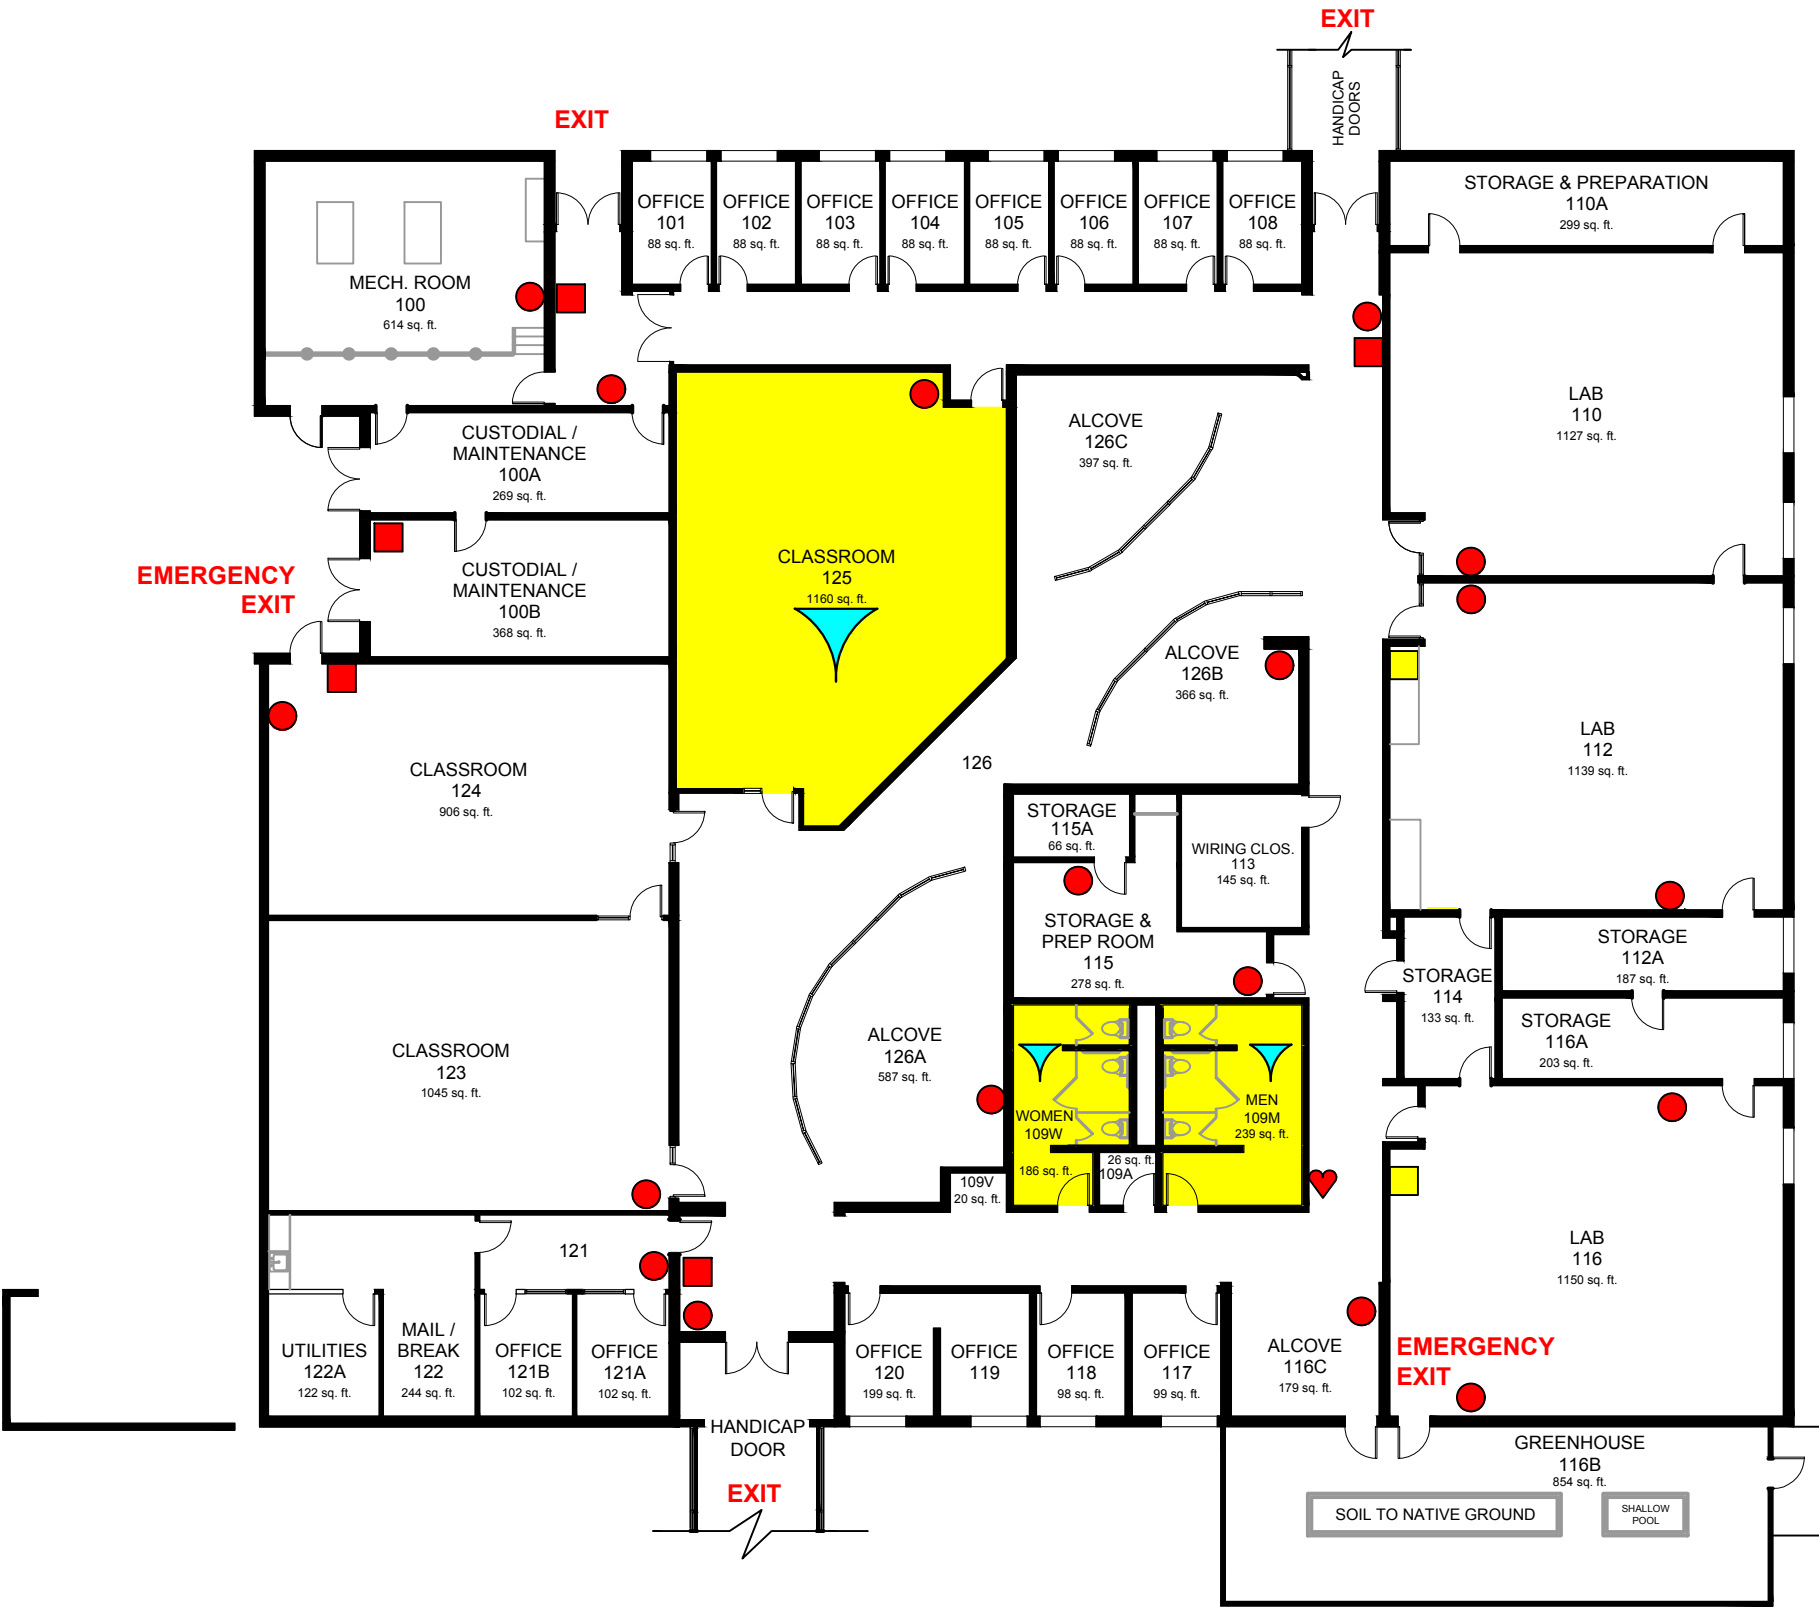 EXIT
HANDICAP
DOORS
EXIT
OFFICE
101
88 sq. ft.
OFFICE
102
88 sq. ft.
OFFICE
103
88 sq. ft.
OFFICE
104
88 sq. ft.
OFFICE
105
88 sq. ft.
OFFICE
106
88 sq. ft.
OFFICE
107
88 sq. ft.
OFFICE
108
88 sq. ft.
STORAGE & PREPARATION
110A
299 sq. ft.
MECH. ROOM
100
614 sq. ft.
LAB
110
1127 sq. ft.
ALCOVE
126C
397 sq. ft.
CUSTODIAL /
MAINTENANCE
100A
269 sq. ft.
CLASSROOM
125
1160 sq. ft.
EMERGENCY
EXIT
CUSTODIAL /
MAINTENANCE
100B
368 sq. ft.
ALCOVE
126B
366 sq. ft.
LAB
112
1139 sq. ft.
126
CLASSROOM
124
906 sq. ft.
STORAGE
115A
66 sq. ft.
WIRING CLOS.
113
145 sq. ft.
STORAGE &
PREP ROOM
115
278 sq. ft.
STORAGE
112A
187 sq. ft.
STORAGE
114
133 sq. ft.
STORAGE
116A
203 sq. ft.
CLASSROOM
123
1045 sq. ft.
ALCOVE
126A
587 sq. ft.
WOMEN
109W
186 sq. ft.
MEN
109M
239 sq. ft.
26 sq. ft.
109A
109V
20 sq. ft.
LAB
116
1150 sq. ft.
121
UTILITIES
122A
122 sq. ft.
MAIL /
BREAK
122
244 sq. ft.
OFFICE
121B
102 sq. ft.
OFFICE
121A
102 sq. ft.
OFFICE
120
199 sq. ft.
OFFICE
119
OFFICE
118
98 sq. ft.
OFFICE
117
99 sq. ft.
ALCOVE
116C
179 sq. ft.
EMERGENCY
EXIT
HANDICAP
DOOR
EXIT
GREENHOUSE
116B
854 sq. ft.
SOIL TO NATIVE GROUND
SHALLOW
POOL